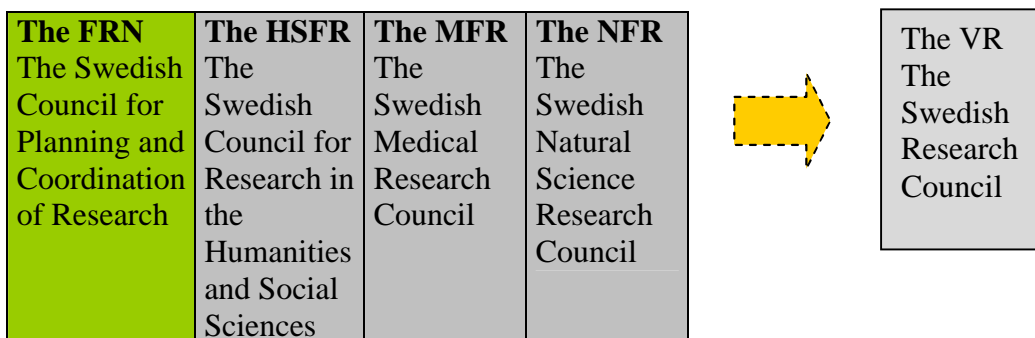 The FRN
The Swedish
Council for
Planning and
Coordination
of Research
The HSFR
The
Swedish
Council for
Research in
the
Humanities
and Social
Sciences
The MFR
The
Swedish
Medical
Research
Council
The NFR
The
Swedish
Natural
Science
Research
Council
The VR
The
Swedish
Research
Council